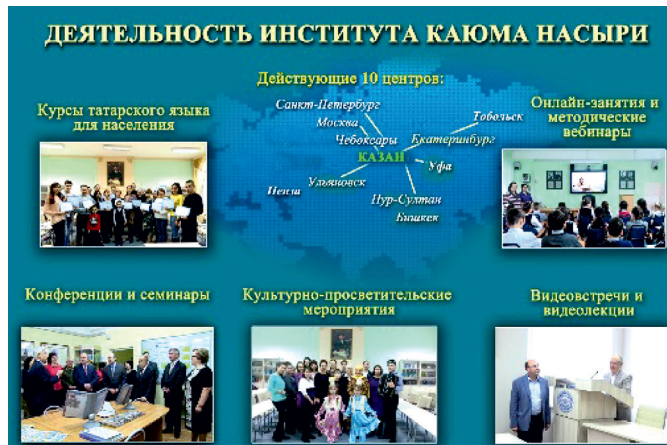 ДЕЯТЕЛЬНОСТЬ ИНСТИТУТА КАЮМА НАСЫРИ
Действующие 10 центров:
Курсы татарского языка
для населения
Санкт-Петербург
Москва
Чебоксары
КАЗАН
Тобольск
Екатеринбург
Уфа
Пенза
Ульяновск
Нур-Султан
Бишкек
Онлайн-занятия и
методические
вебинары
Конференции и семинары
Культурно-просветительские
мероприятия
Видеовстречи и
видеолекции